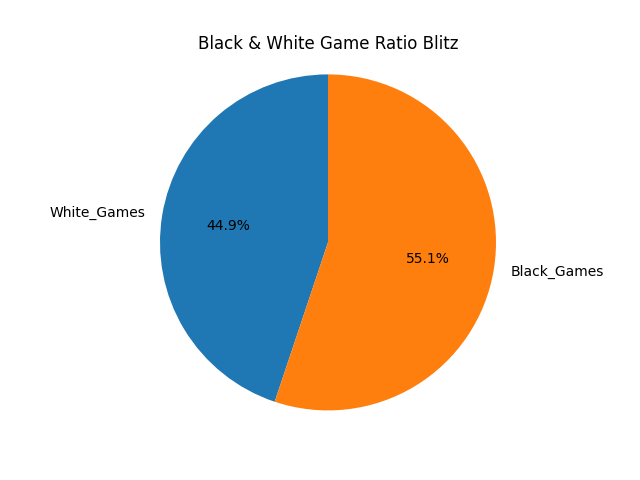 Black & White Game Ratio Blitz
White_Games
44.9%
55.1%
Black_Games